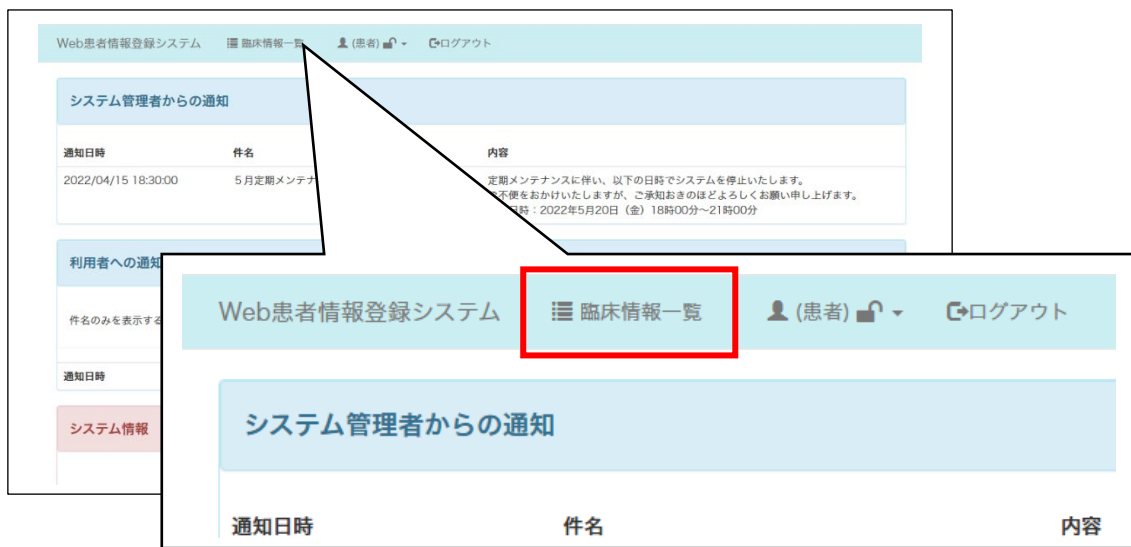 Web患者情報登録システム 臨床情報一覧 (患者) ログアウト
システム管理者からの通知
通知日時 件名 内容
2022/04/15 18:30:00 5月定期メンテナ 定期メンテナンスに伴い、以下の日時でシステムを停止いたします。
不便をおかけいたしますが、ご承知おきのほどよろしくお願い申し上げます。
日時：2022年5月20日（金）18時00分～21時00分
利用者への通知
件名のみを表示する
通知日時
システム情報
Web患者情報登録システム 臨床情報一覧 (患者) ログアウト
システム管理者からの通知
通知日時 件名 内容